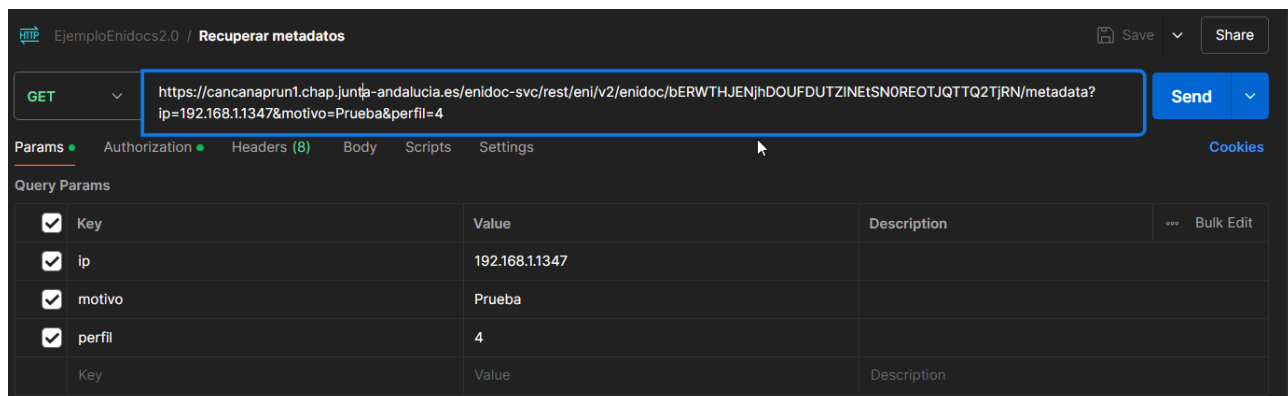 HTTP EjemploEnidocs2.0 / Recuperar metadatos Save Share
GET https://cancanaprun1.chap.junta-andalucia.es/enidoc-svc/rest/eni/v2/enidoc/bERWTHJENjhDOUFDUTZINEtSN0REOTJQTTQ2TjRN/metadata? Send
ip=192.168.1.1347&motivo=Prueba&perfil=4
Params Authorization Headers (8) Body Scripts Settings Cookies
Query Params
Key Value Description Bulk Edit
ip 192.168.1.1347
motivo Prueba
perfil 4
Key Value Description